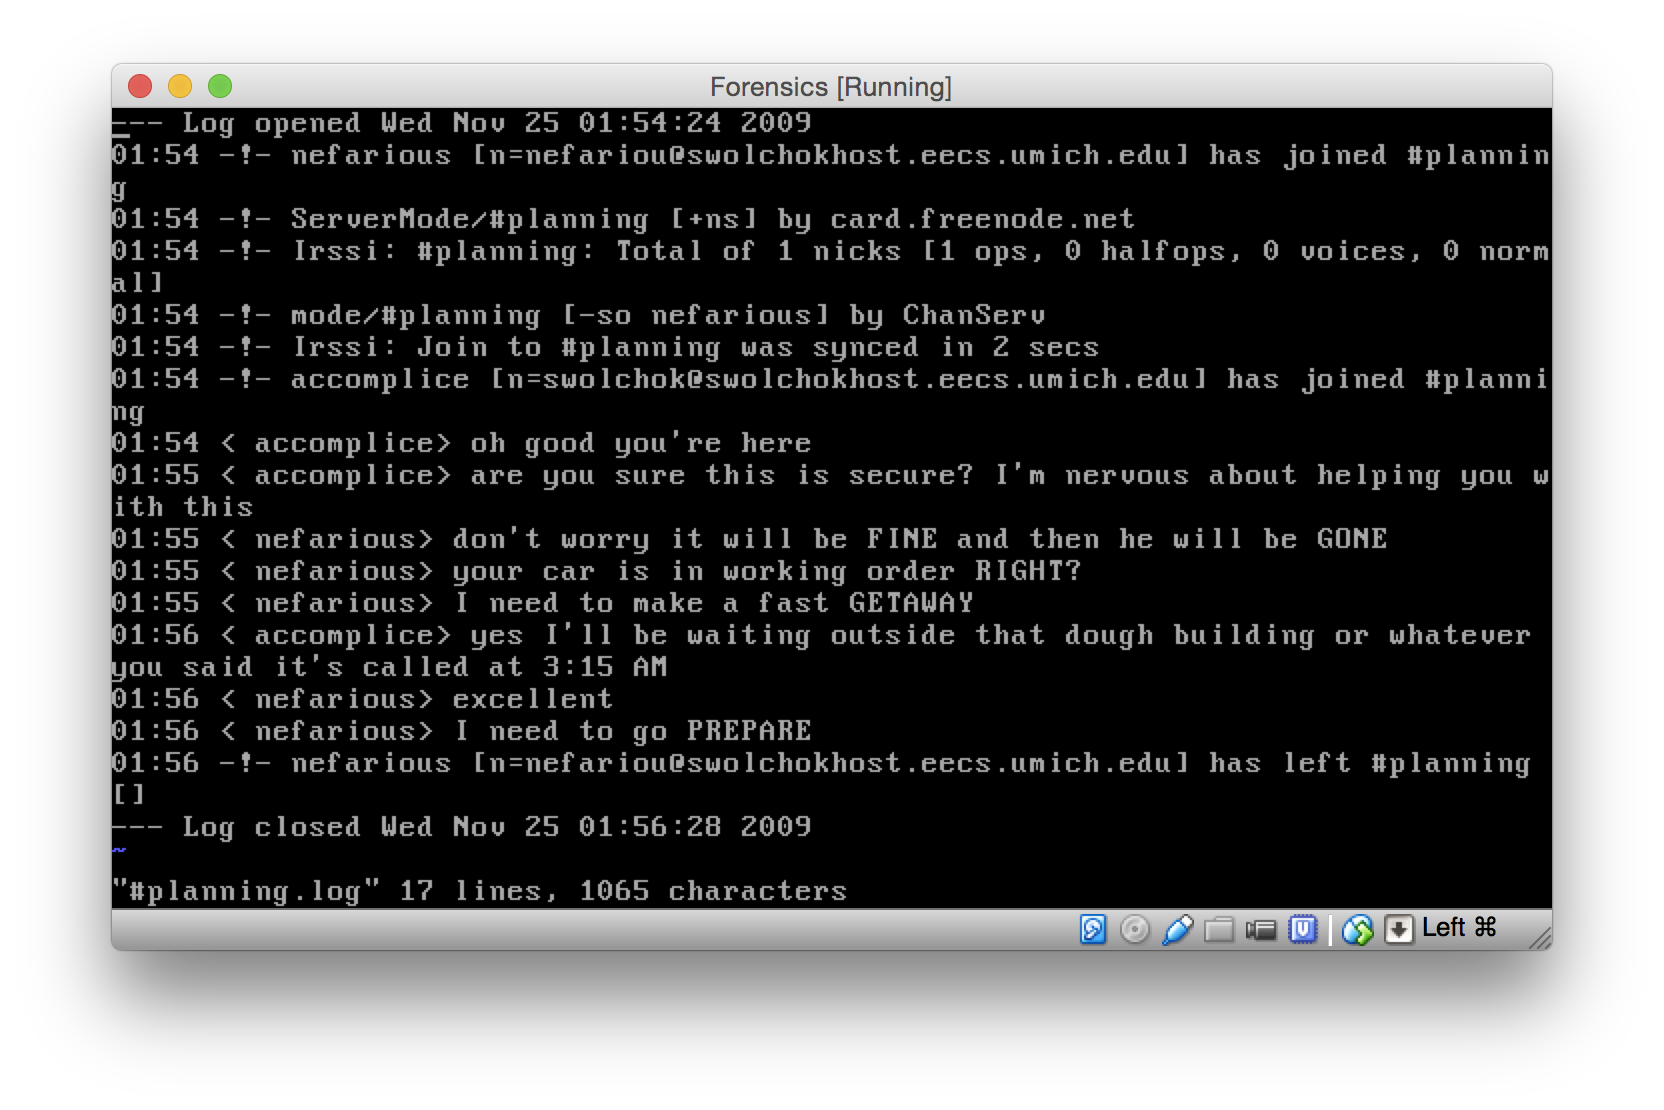 Forensics [Running]
--- Log opened Wed Nov 25 01:54:24 2009
01:54 -!- nefarious [n=nefariou@swolchokhost.eecs.umich.edu] has joined #plannin
g
01:54 -!- ServerMode/#planning [+ns] by card.freenode.net
01:54 -!- Irssi: #planning: Total of 1 nicks [1 ops, 0 halfops, 0 voices, 0 norm
al]
01:54 -!- mode/#planning [-so nefarious] by ChanServ
01:54 -!- Irssi: Join to #planning was synced in 2 secs
01:54 -!- accomplice [n=swolchok@swolchokhost.eecs.umich.edu] has joined #planni
ng
01:54 < accomplice> oh good you're here
01:55 < accomplice> are you sure this is secure? I'm nervous about helping you w
ith this
01:55 < nefarious> don't worry it will be FINE and then he will be GONE
01:55 < nefarious> your car is in working order RIGHT?
01:55 < nefarious> I need to make a fast GETAWAY
01:56 < accomplice> yes I'll be waiting outside that dough building or whatever
you said it's called at 3:15 AM
01:56 < nefarious> excellent
01:56 < nefarious> I need to go PREPARE
01:56 -!- nefarious [n=nefariou@swolchokhost.eecs.umich.edu] has left #planning
[]
--- Log closed Wed Nov 25 01:56:28 2009
~
"#planning.log" 17 lines, 1065 characters
Left ⌘